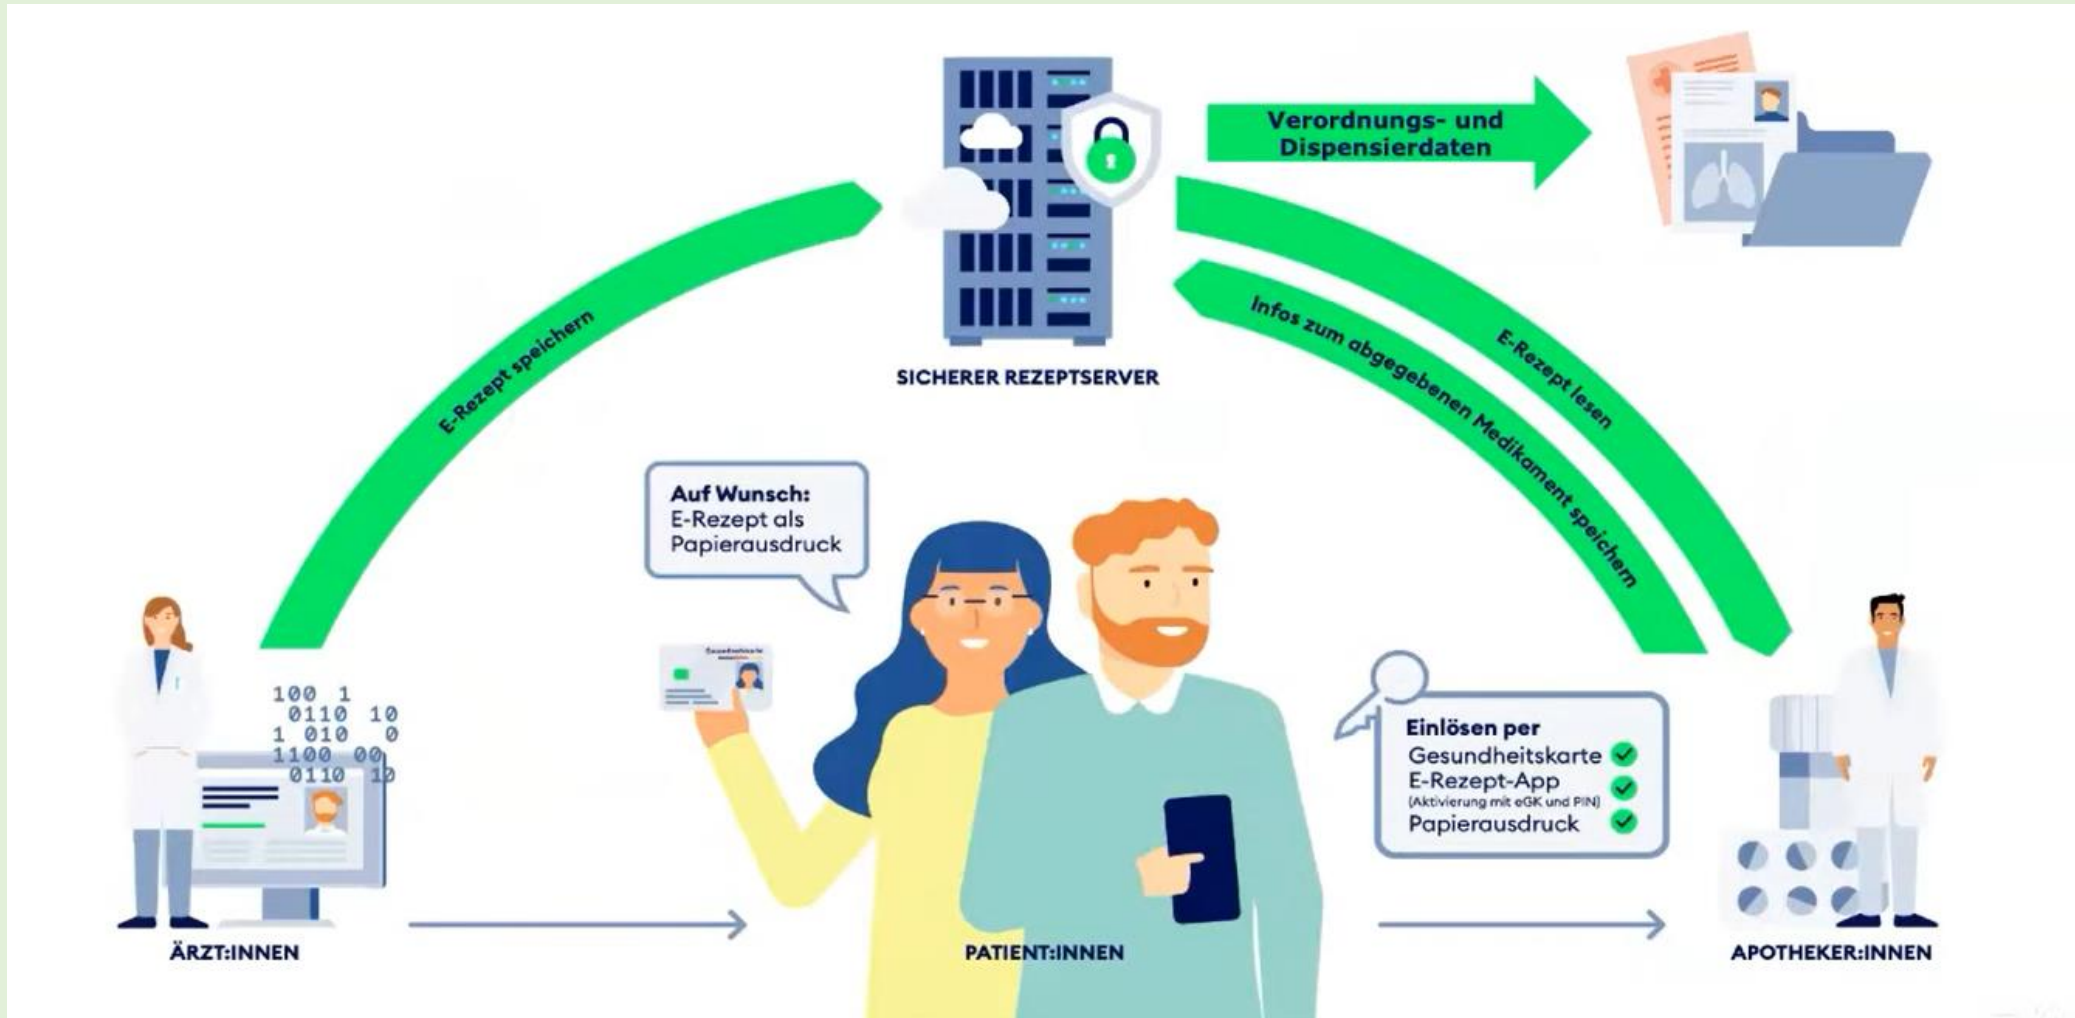 Verordnungs- und
Dispensierdaten
E-Rezept speichern
SICHERER REZEPTSERVER
E-Rezept lesen
Infos zum abgegebenen Medikament speichern
Auf Wunsch:
E-Rezept als
Papierausdruck
100 1
0110 10
1 010 0
1100 00
0110 10
Gesundheitskarte
Einlösen per
Gesundheitskarte
E-Rezept-App
(Aktivierung mit eGK und PIN)
Papierausdruck
ÄRZT:INNEN
PATIENT:INNEN
APOTHEKER:INNEN